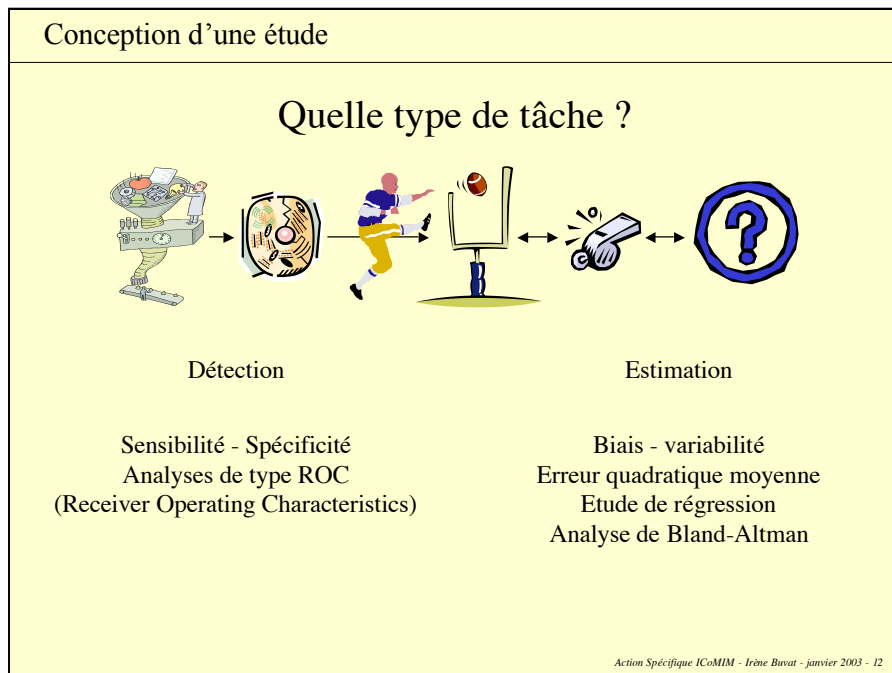 Conception d'une étude
Quelle type de tâche ?
Détection
Sensibilité - Spécificité
Analyses de type ROC
(Receiver Operating Characteristics)
Estimation
Biais - variabilité
Erreur quadratique moyenne
Etude de régression
Analyse de Bland-Altman
Action Spécifique ICoMIM - Irène Buvat - janvier 2003 - 12